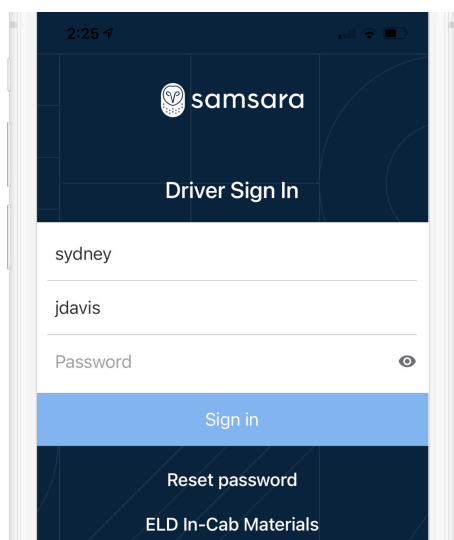 2:25
samsara
Driver Sign In
sydney
jdavis
Password
Sign in
Reset password
ELD In-Cab Materials